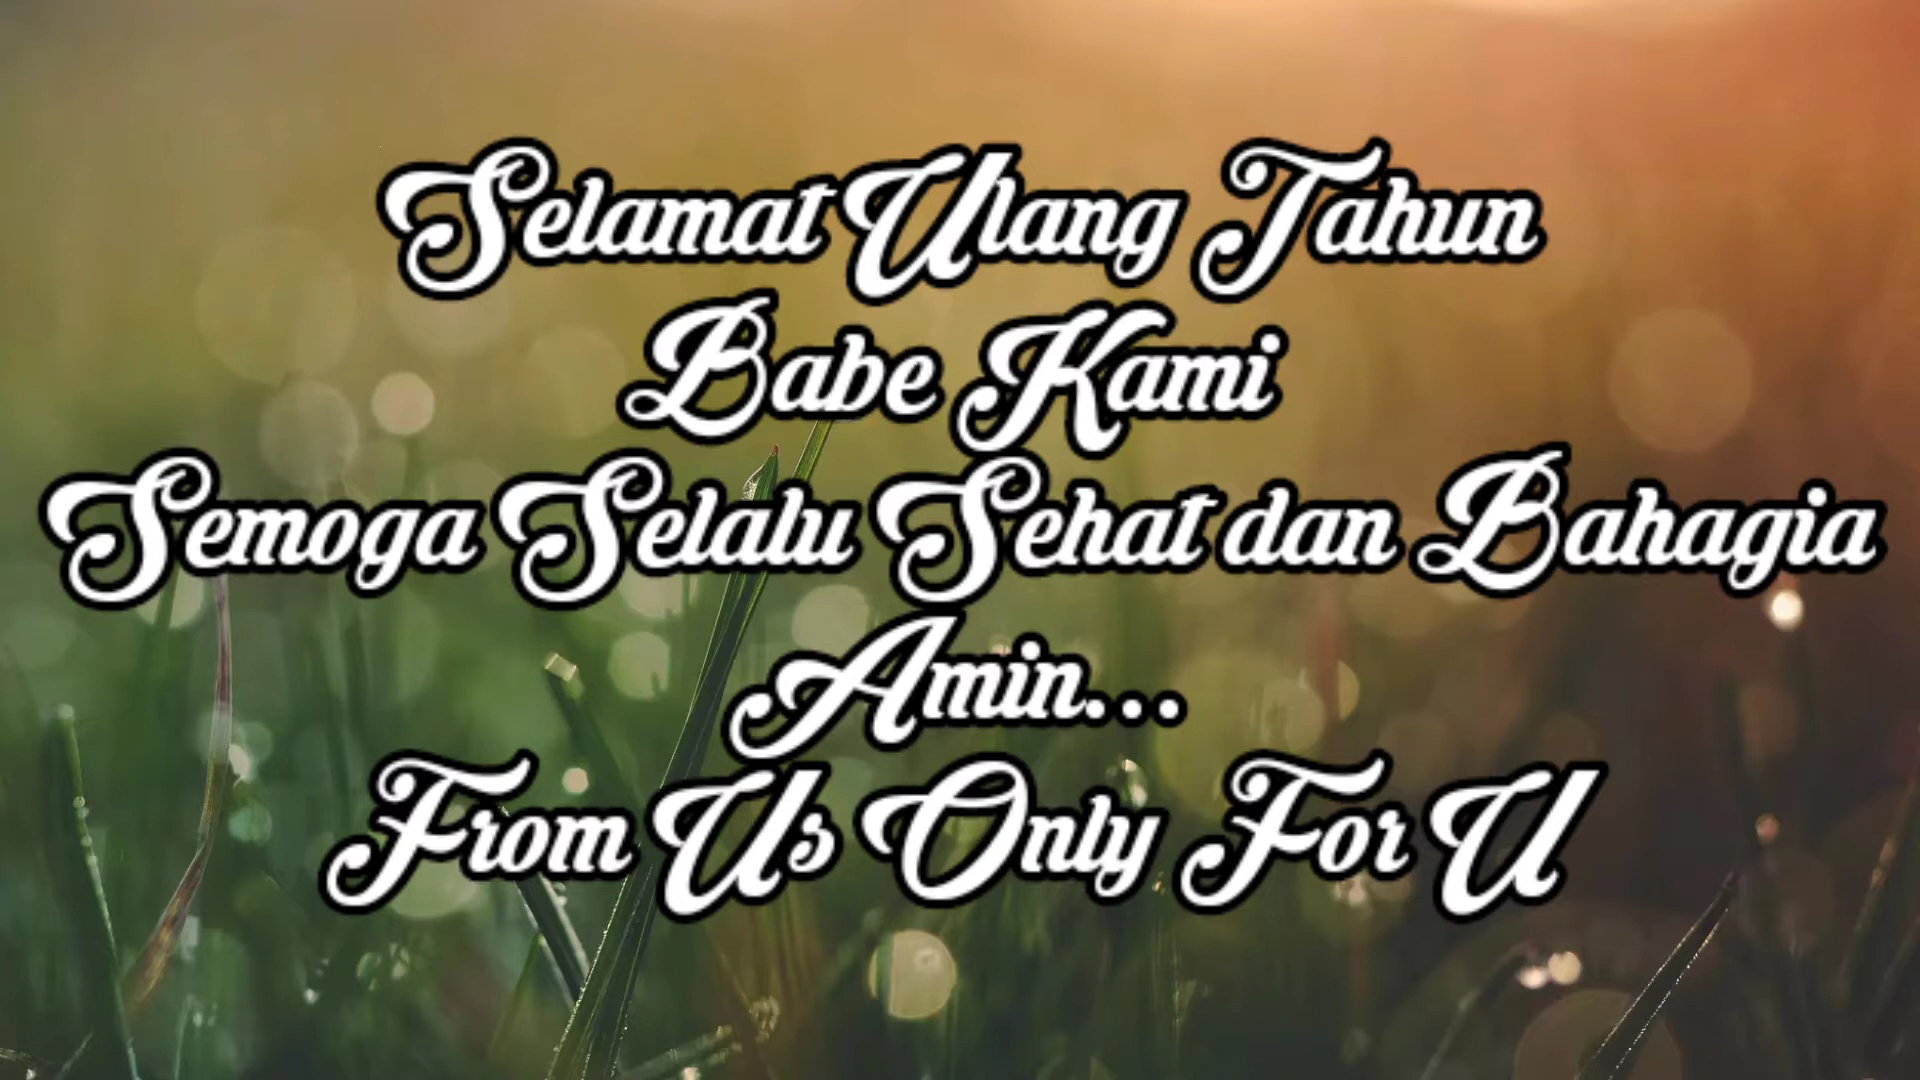 Selamat Ulang Tahun
Babe Kami
Semoga Selalu Sehat dan Bahagia
Amin...
From Us Only For U